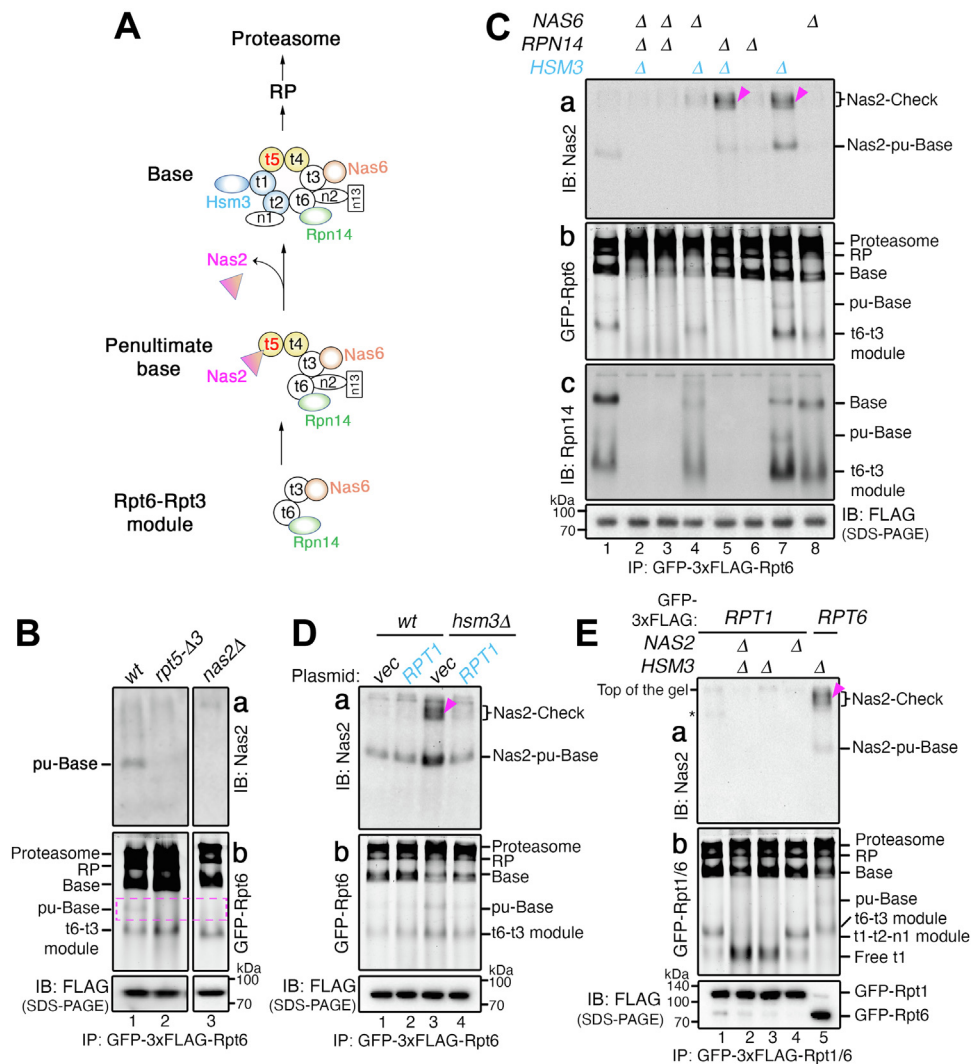 A
Proteasome
RP
Base
t5 t4
t1 t3 Nas6
Hsm3 t2 t6 n2 n13
n1 Rpn14
Nas2
Penultimate
base
t5 t4
Nas2 t3 Nas6
t6 n2 n13
Rpn14
Rpt6-Rpt3
module
t3 Nas6
t6
Rpn14
C
NAS6 Δ Δ Δ Δ
RPN14 Δ Δ Δ Δ
HSM3 Δ Δ Δ Δ
a
IB: Nas2
Nas2-Check
Nas2-pu-Base
b
GFP-Rpt6
Proteasome
RP
Base
pu-Base
t6-t3
module
c
IB: Rpn14
Base
pu-Base
t6-t3
module
kDa
100
70
IB: FLAG
(SDS-PAGE)
1 2 3 4 5 6 7 8
IP: GFP-3xFLAG-Rpt6
B
wt rpt5-Δ3 nas2Δ
a
IB: Nas2
pu-Base
b
GFP-Rpt6
Proteasome
RP
Base
pu-Base
t6-t3
module
kDa
100
70
IB: FLAG
(SDS-PAGE)
1 2 3
IP: GFP-3xFLAG-Rpt6
D
wt hsm3Δ
Plasmid: vec RPT1 vec RPT1
a
IB: Nas2
Nas2-Check
Nas2-pu-Base
b
GFP-Rpt6
Proteasome
RP
Base
pu-Base
t6-t3 module
kDa
100
70
IB: FLAG
(SDS-PAGE)
1 2 3 4
IP: GFP-3xFLAG-Rpt6
E
GFP-
3xFLAG: RPT1 RPT6
NAS2 Δ Δ
HSM3 Δ Δ Δ
Top of the gel
*
a
IB: Nas2
Nas2-Check
Nas2-pu-Base
b
GFP-Rpt1/6
Proteasome
RP
Base
pu-Base
t6-t3 module
t1-t2-n1 module
Free t1
kDa
140
100
70
IB: FLAG
(SDS-PAGE)
GFP-Rpt1
GFP-Rpt6
1 2 3 4 5
IP: GFP-3xFLAG-Rpt1/6